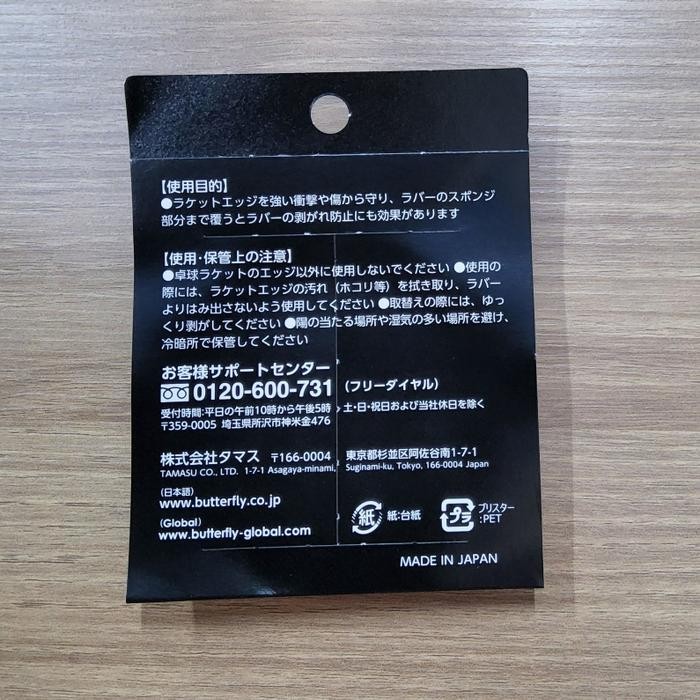 【使用目的】
●ラケットエッジを強い衝撃や傷から守り、ラバーのスポンジ
部分まで覆うとラバーの剥がれ防止にも効果があります
【使用・保管上の注意】
●卓球ラケットのエッジ以外に使用しないでください ●使用の
際には、ラケットエッジの汚れ（ホコリ等）を拭き取り、ラバー
よりはみ出さないよう使用してください ●取替えの際には、ゆっ
くり剥がしてください ●陽の当たる場所や湿気の多い場所を避け、
冷暗所で保管してください
お客様サポートセンター
0120-600-731（フリーダイヤル）
受付時間:平日の午前10時から午後5時 土・日・祝日および当社休日を除く
〒359-0005 埼玉県所沢市神米金476
株式会社タマス 〒166-0004 東京都杉並区阿佐谷南1-7-1
TAMASU CO., LTD. 1-7-1 Asagaya-minami, Suginami-ku, Tokyo, 166-0004 Japan
(日本語)
www.butterfly.co.jp
(Global)
www.butterfly-global.com
紙 紙:台紙
プラ ブリスター
:PET
MADE IN JAPAN